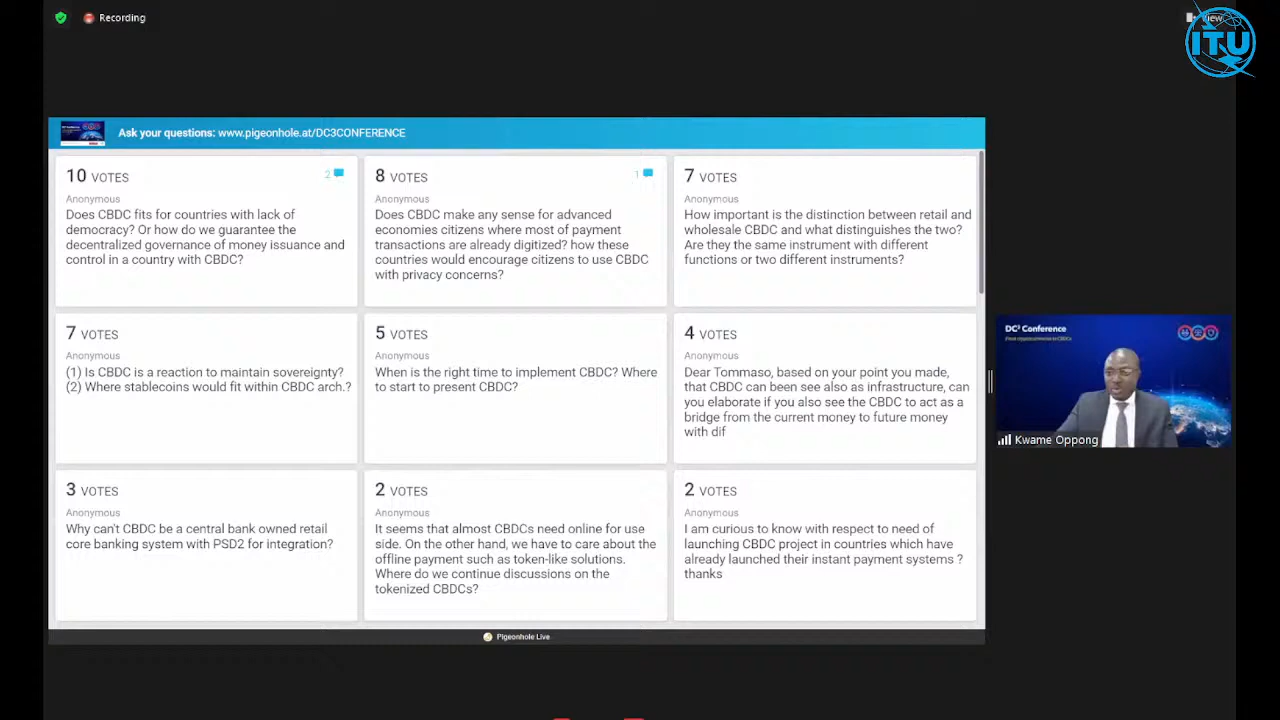 Recording
View
ITU
Ask your questions: www.pigeonhole.at/DC3CONFERENCE
10 VOTES
2
Anonymous
Does CBDC fits for countries with lack of
democracy? Or how do we guarantee the
decentralized governance of money issuance and
control in a country with CBDC?
8 VOTES
1
Anonymous
Does CBDC make any sense for advanced
economies citizens where most of payment
transactions are already digitized? how these
countries would encourage citizens to use CBDC
with privacy concerns?
7 VOTES
Anonymous
How important is the distinction between retail and
wholesale CBDC and what distinguishes the two?
Are they the same instrument with different
functions or two different instruments?
7 VOTES
Anonymous
(1) Is CBDC is a reaction to maintain sovereignty?
(2) Where stablecoins would fit within CBDC arch.?
5 VOTES
Anonymous
When is the right time to implement CBDC? Where
to start to present CBDC?
4 VOTES
Anonymous
Dear Tommaso, based on your point you made,
that CBDC can been see also as infrastructure, can
you elaborate if you also see the CBDC to act as a
bridge from the current money to future money
with dif
3 VOTES
Anonymous
Why can't CBDC be a central bank owned retail
core banking system with PSD2 for integration?
2 VOTES
Anonymous
It seems that almost CBDCs need online for use
side. On the other hand, we have to care about the
offline payment such as token-like solutions.
Where do we continue discussions on the
tokenized CBDCs?
2 VOTES
Anonymous
I am curious to know with respect to need of
launching CBDC project in countries which have
already launched their instant payment systems ?
thanks
Pigeonhole Live
DC³ Conference
Kwame Oppong